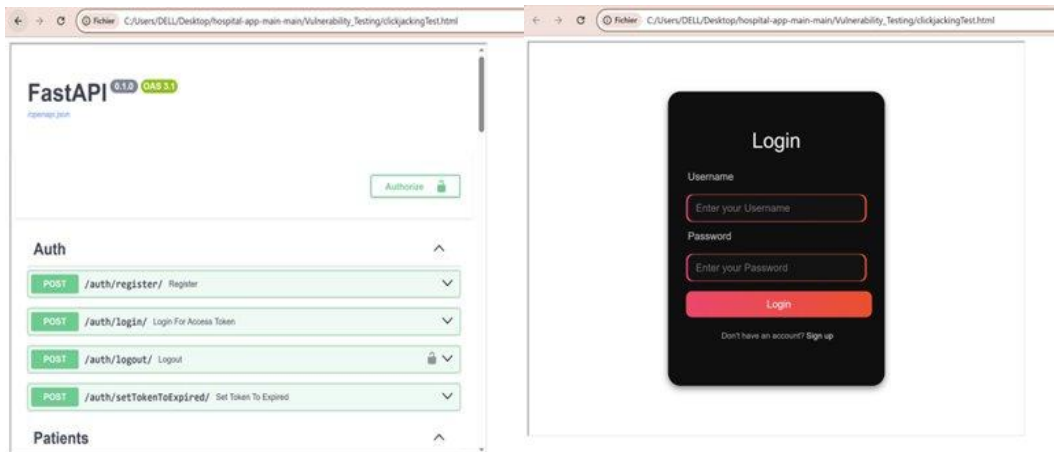 Fichier C:/Users/DELL/Desktop/hospital-app-main-main/Vulnerability_Testing/clickjackingTest.html
FastAPI 0.1.0 OAS 3.1
/openapi.json
Authorize
Auth
POST /auth/register/ Register
POST /auth/login/ Login For Access Token
POST /auth/logout/ Logout
POST /auth/setTokenToExpired/ Set Token To Expired
Patients
Fichier C:/Users/DELL/Desktop/hospital-app-main-main/Vulnerability_Testing/clickjackingTest.html
Login
Username
Enter your Username
Password
Enter your Password
Login
Don't have an account? Sign up